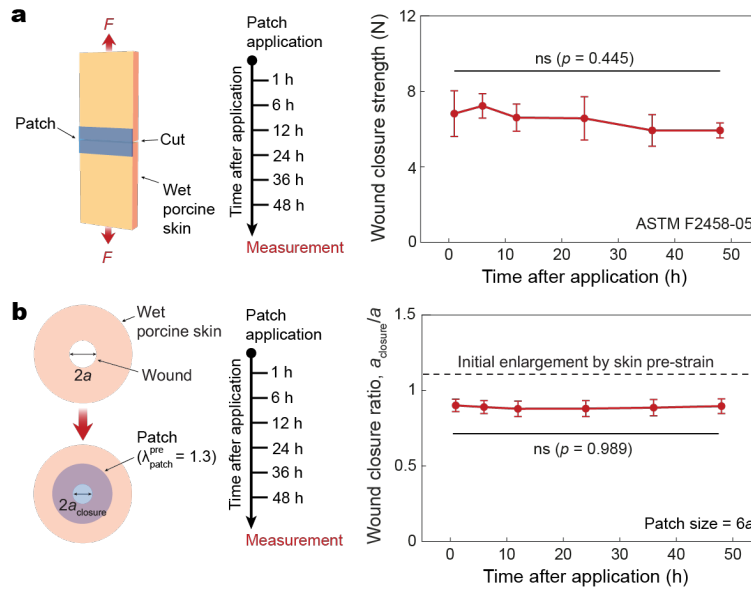 a
F
Patch
Cut
Wet
porcine
skin
F
Patch
application
Time after application
1 h
6 h
12 h
24 h
36 h
48 h
Measurement
Wound closure strength (N)
12
8
4
0
ns (p = 0.445)
ASTM F2458-05
0 10 20 30 40 50
Time after application (h)
b
Wet
porcine skin
2a
Wound
Patch
(λ^pre_patch = 1.3)
2a_closure
Patch
application
Time after application
1 h
6 h
12 h
24 h
36 h
48 h
Measurement
Wound closure ratio, a_closure/a
1.5
1
0.5
0
Initial enlargement by skin pre-strain
ns (p = 0.989)
Patch size = 6a
0 10 20 30 40 50
Time after application (h)